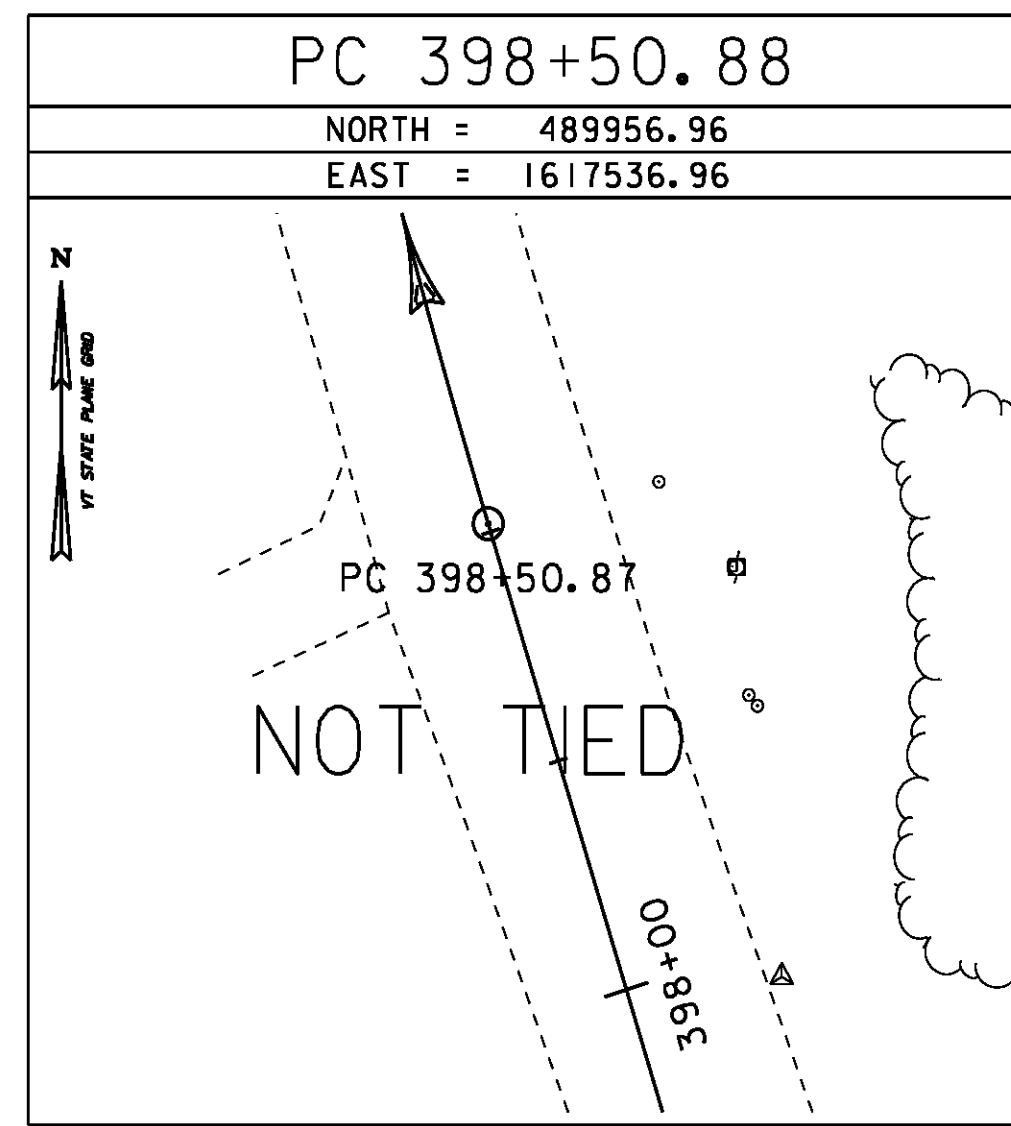 PC 398+50.88
NORTH = 489956.96
EAST = 1617536.96
N
VT STATE PLANE GRID
PC 398+50.87
NOT TIED
398+00